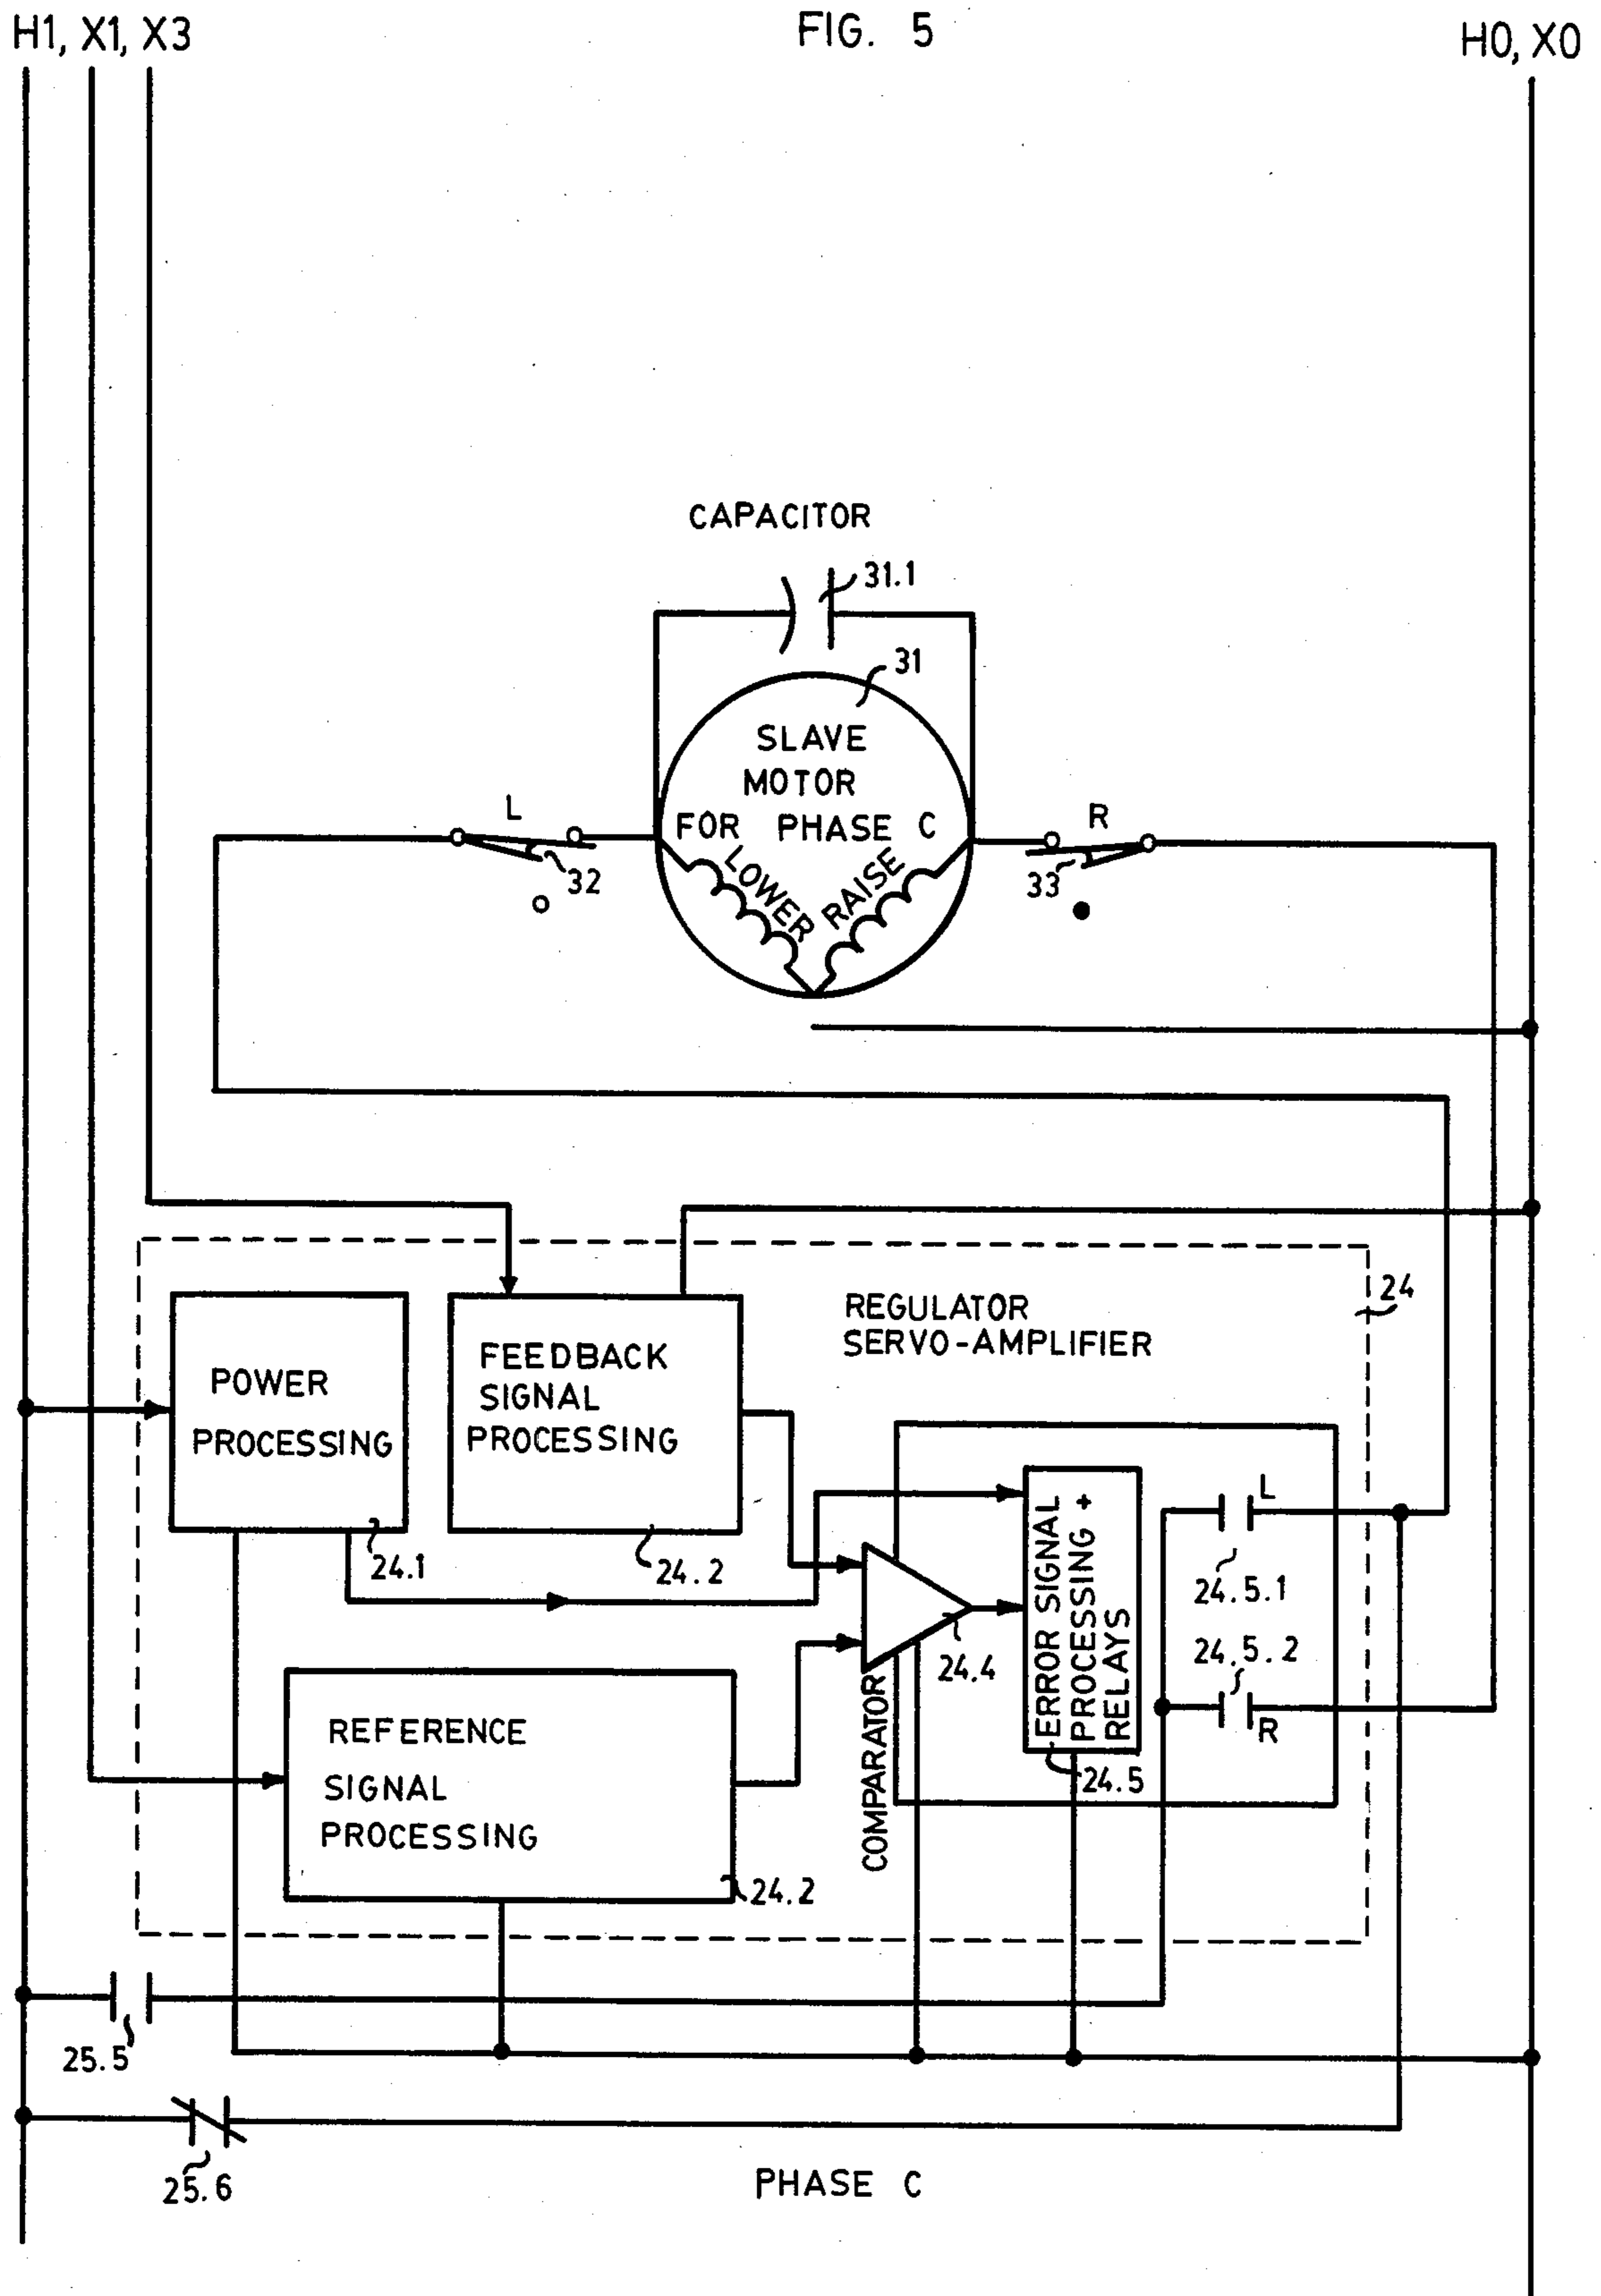 H1, X1, X3
FIG. 5
H0, X0
CAPACITOR
31.1
31
SLAVE
MOTOR
FOR PHASE C
LOWER
RAISE
L
32
R
33
24
REGULATOR
SERVO-AMPLIFIER
POWER
PROCESSING
24.1
FEEDBACK
SIGNAL
PROCESSING
24.2
ERROR SIGNAL
PROCESSING +
RELAYS
24.5
L
24.5.1
24.5.2
R
24.4
COMPARATOR
REFERENCE
SIGNAL
PROCESSING
24.2
25.5
25.6
PHASE C